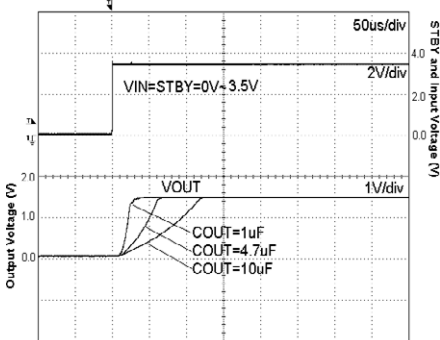 50us/div
4.0
2V/div
VIN=STBY=0V~3.5V
2.0
0.0
STBY and Input Voltage (V)
2.0
VOUT
1V/div
1.0
COUT=1uF
COUT=4.7uF
0.0
COUT=10uF
Output Voltage (V)